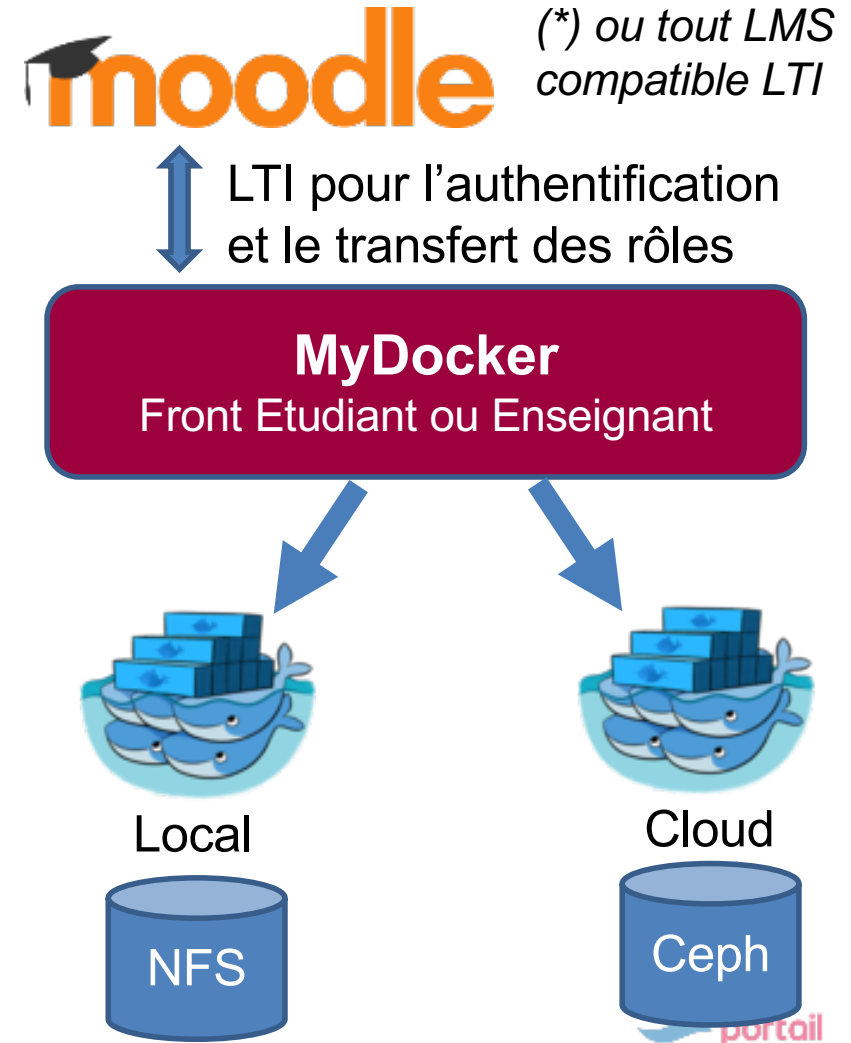 moodle
(*) ou tout LMS
compatible LTI
LTI pour l’authentification
et le transfert des rôles
MyDocker
Front Etudiant ou Enseignant
Local
Cloud
NFS
Ceph
portail